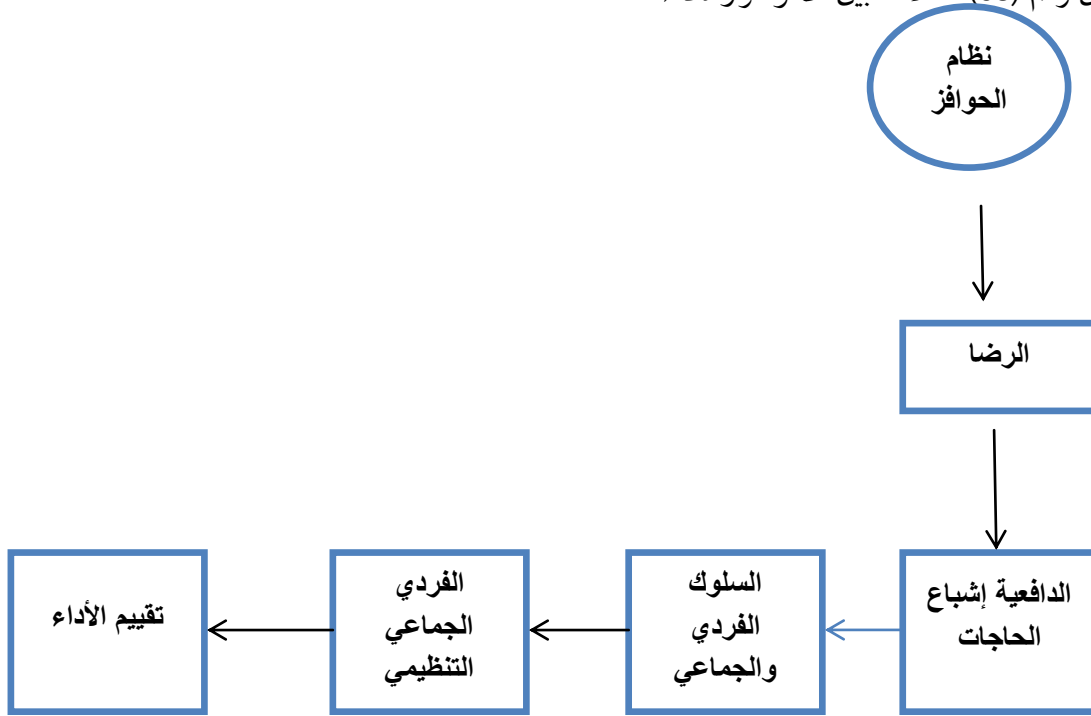 نظام
الحوافز
الرضا
الدافعية إشباع
الحاجات
السلوك
الفردي
والجماعي
الفردي
الجماعي
التنظيمي
تقييم الأداء